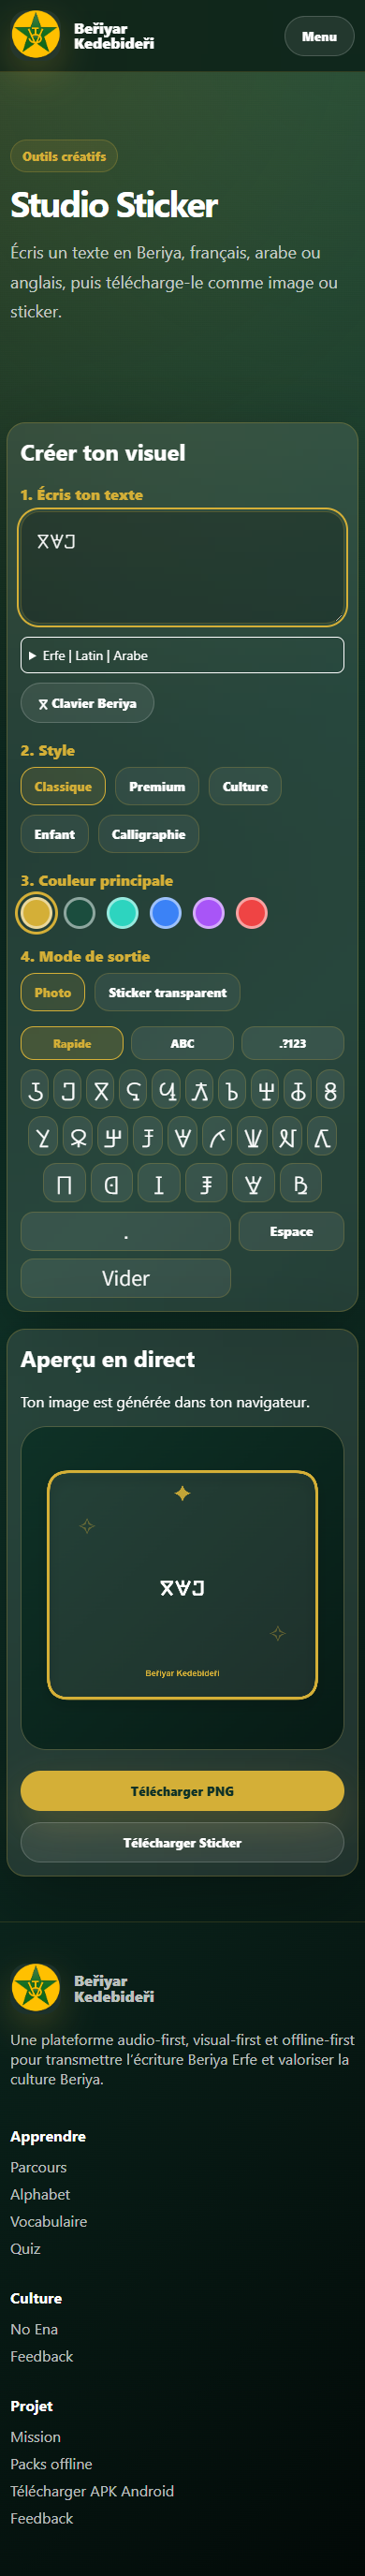 Beřiyar
Kedebideři
Menu
Outils créatifs
Studio Sticker
Écris un texte en Beriya, français, arabe ou
anglais, puis télécharge-le comme image ou
sticker.
Créer ton visuel
1. Écris ton texte
Erfe | Latin | Arabe
Clavier Beriya
2. Style
Classique Premium Culture
Enfant Calligraphie
3. Couleur principale
4. Mode de sortie
Photo Sticker transparent
Rapide ABC .?123
. Espace
Vider
Aperçu en direct
Ton image est générée dans ton navigateur.
Beřiyar Kedebideři
Télécharger PNG
Télécharger Sticker
Beřiyar
Kedebideři
Une plateforme audio-first, visual-first et offline-first
pour transmettre l’écriture Beriya Erfe et valoriser la
culture Beriya.
Apprendre
Parcours
Alphabet
Vocabulaire
Quiz
Culture
No Ena
Feedback
Projet
Mission
Packs offline
Télécharger APK Android
Feedback